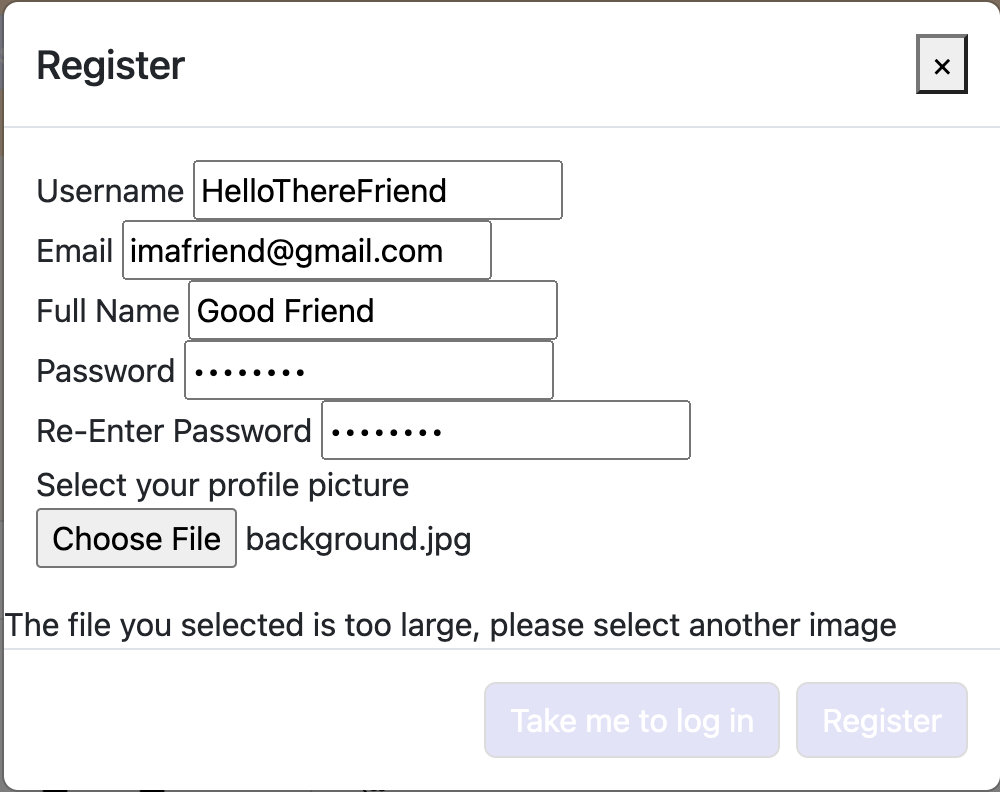 Register
×
Username HelloThereFriend
Email imafriend@gmail.com
Full Name Good Friend
Password ••••••••
Re-Enter Password ••••••••
Select your profile picture
Choose File background.jpg
The file you selected is too large, please select another image
Take me to log in Register